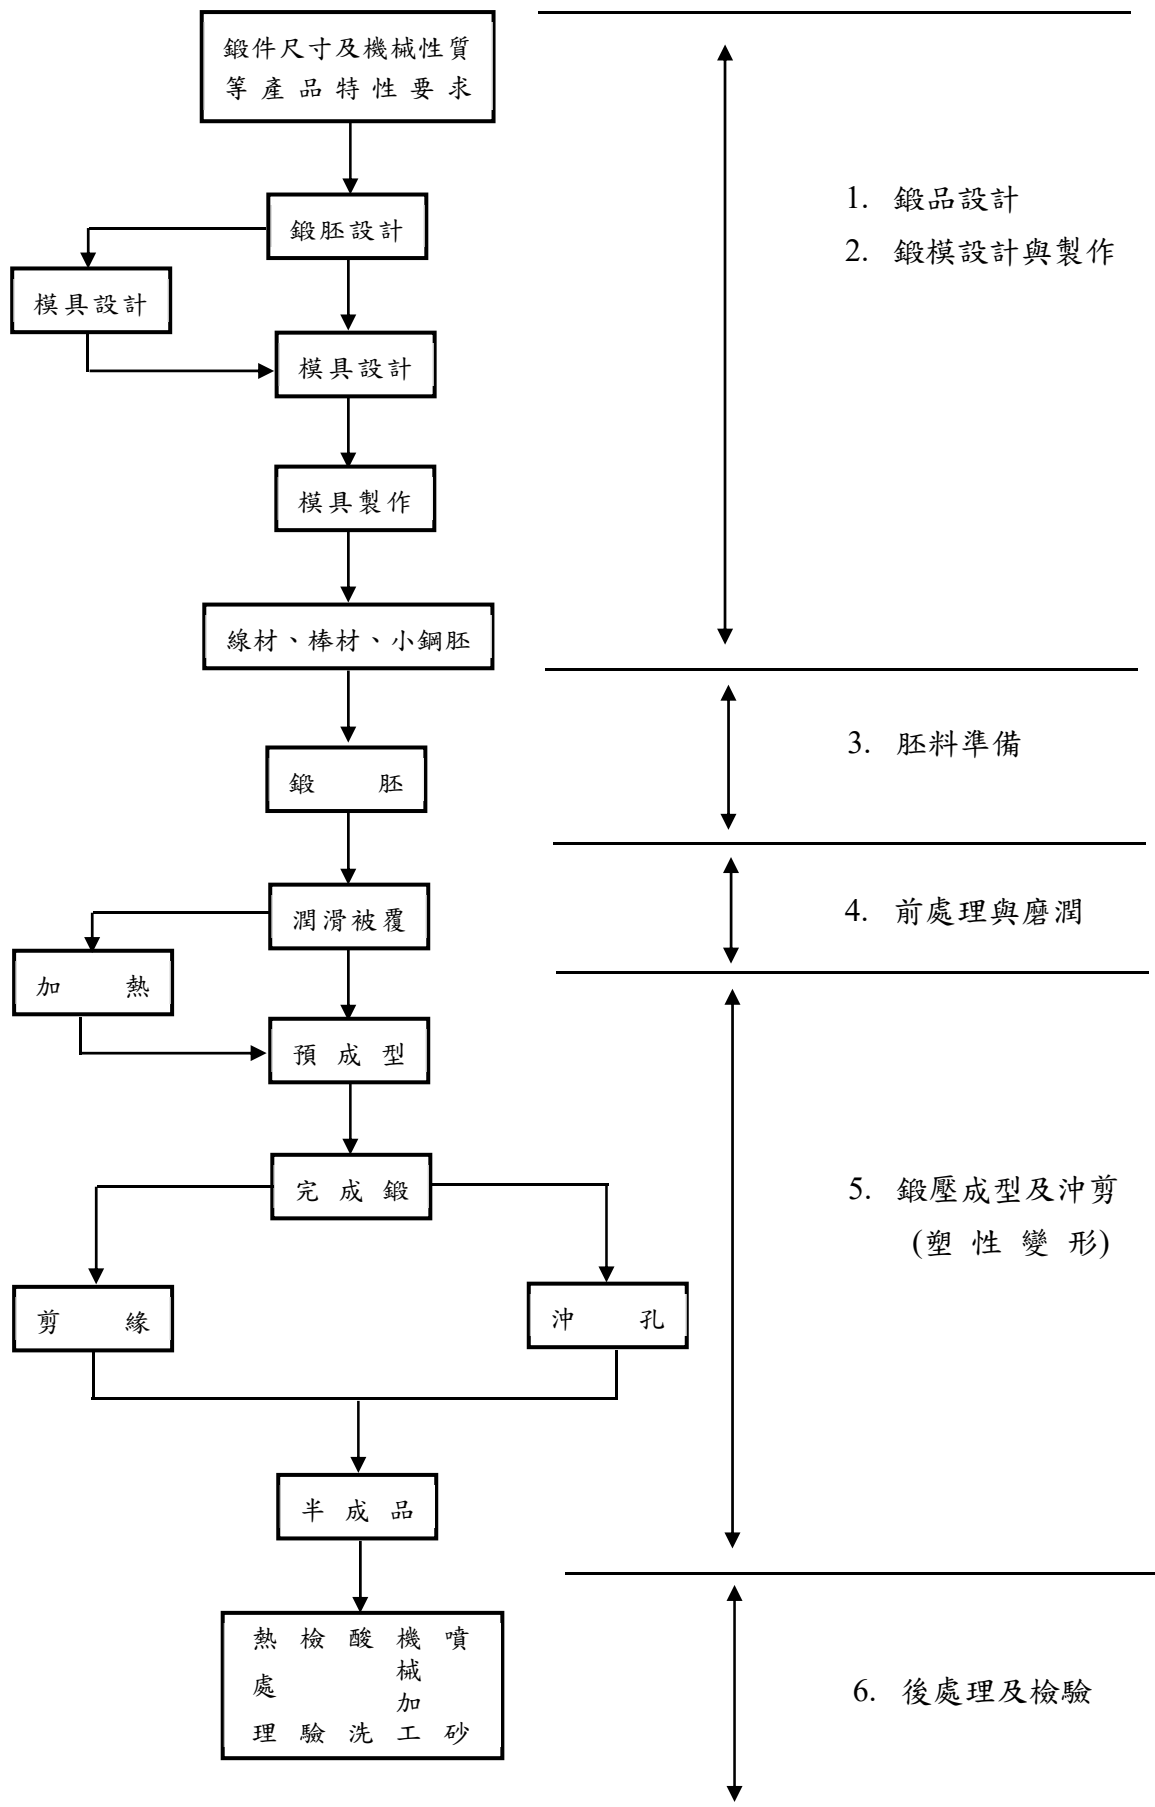 鍛件尺寸及機械性質
等產品特性要求
1. 鍛品設計
鍛胚設計
2. 鍛模設計與製作
模具設計
模具設計
模具製作
線材、棒材、小鋼胚
3. 胚料準備
鍛 胚
潤滑被覆
4. 前處理與磨潤
加 熱
預成型
完成鍛
5. 鍛壓成型及沖剪
(塑性變形)
剪 緣
沖 孔
半成品
熱處理
檢驗
酸洗
機械加工
噴砂
6. 後處理及檢驗